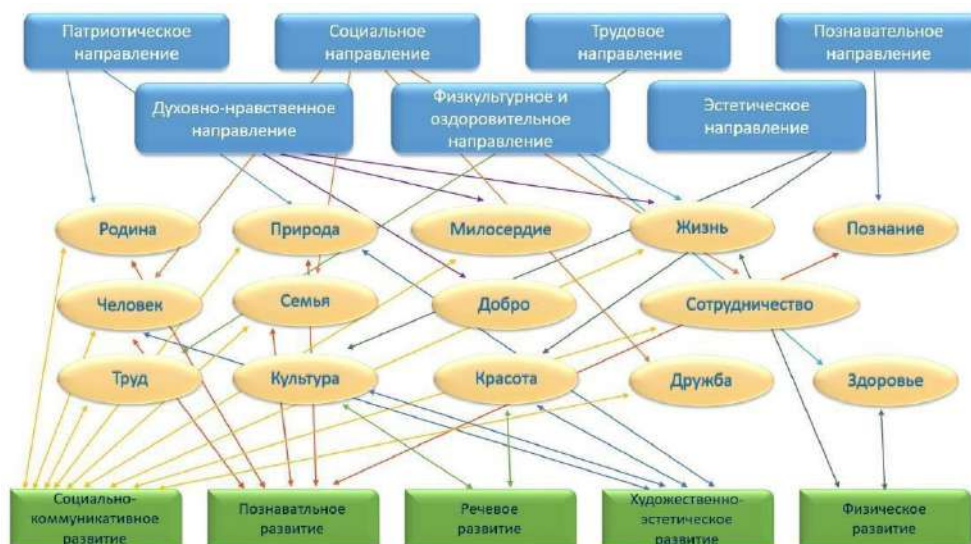 Патриотическое
направление
Социальное
направление
Трудовое
направление
Познавательное
направление
Духовно-нравственное
направление
Физкультурное и
оздоровительное
направление
Эстетическое
направление
Родина
Природа
Милосердие
Жизнь
Познание
Человек
Семья
Добро
Сотрудничество
Труд
Культура
Красота
Дружба
Здоровье
Социально-
коммуникативное
развитие
Познаватльное
развитие
Речевое
развитие
Художественно-
эстетическое
развитие
Физическое
развитие